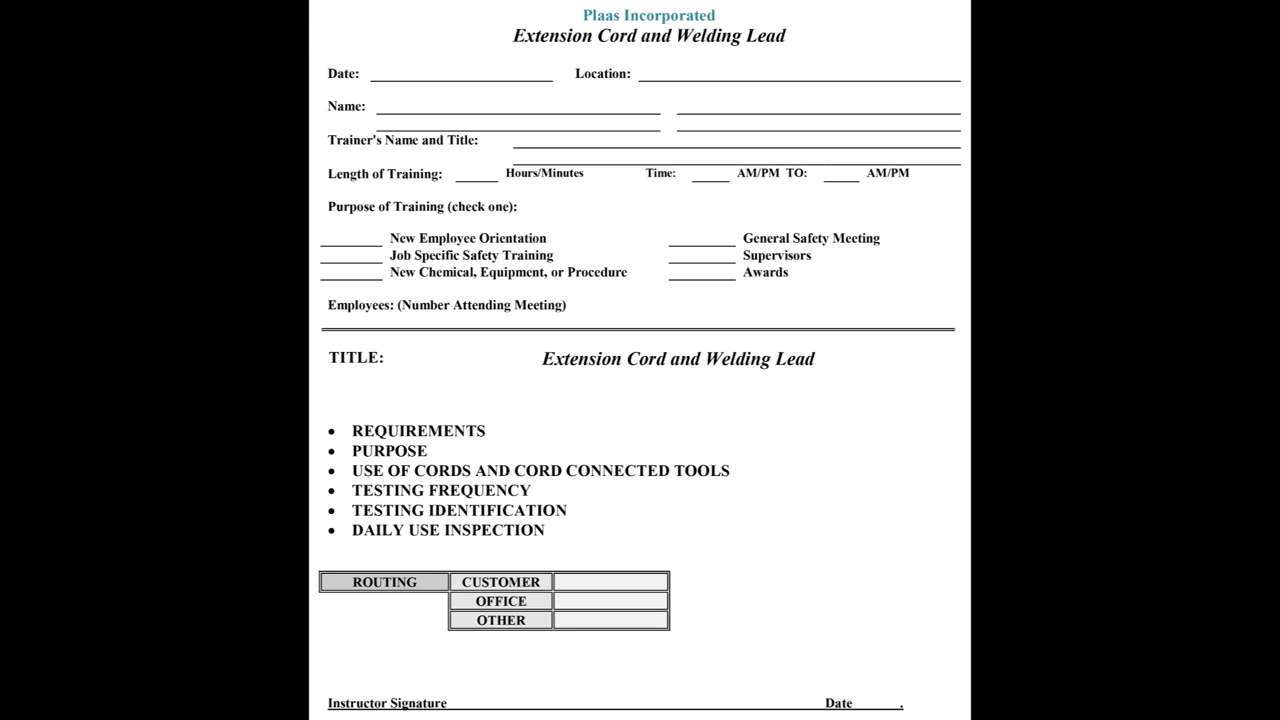 Plaas Incorporated
Extension Cord and Welding Lead
Date: Location:
Name:
Trainer's Name and Title:
Length of Training: Hours/Minutes Time: AM/PM TO: AM/PM
Purpose of Training (check one):
New Employee Orientation General Safety Meeting
Job Specific Safety Training Supervisors
New Chemical, Equipment, or Procedure Awards
Employees: (Number Attending Meeting)
TITLE: Extension Cord and Welding Lead
• REQUIREMENTS
• PURPOSE
• USE OF CORDS AND CORD CONNECTED TOOLS
• TESTING FREQUENCY
• TESTING IDENTIFICATION
• DAILY USE INSPECTION
ROUTING CUSTOMER
OFFICE
OTHER
Instructor Signature Date .